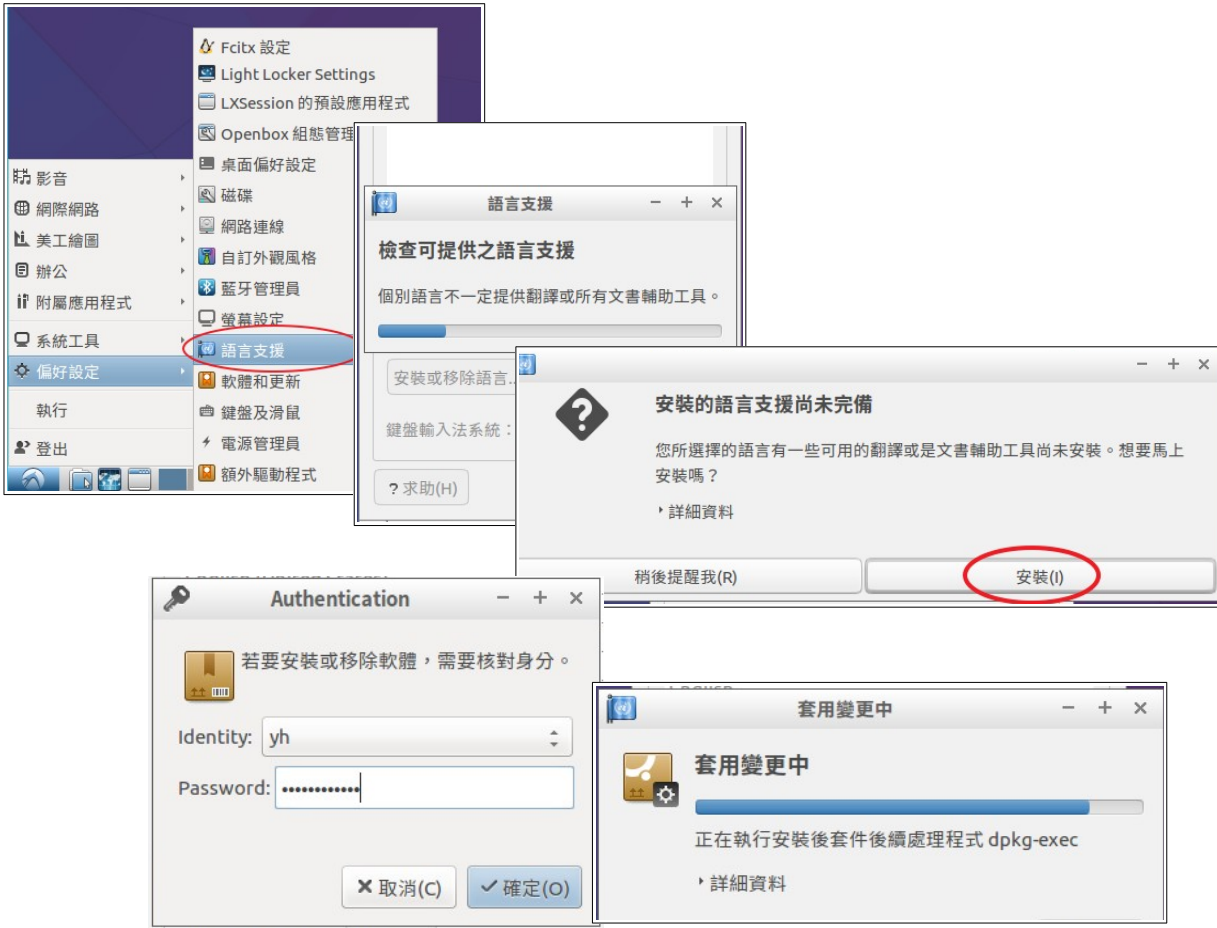 Fcitx 設定
Light Locker Settings
LXSession 的預設應用程式
Openbox 組態管理
桌面偏好設定
磁碟
網路連線
自訂外觀風格
藍牙管理員
螢幕設定
語言支援
軟體和更新
鍵盤及滑鼠
電源管理員
額外驅動程式
影音
網際網路
美工繪圖
辦公
附屬應用程式
系統工具
偏好設定
執行
登出
語言支援
檢查可提供之語言支援
個別語言不一定提供翻譯或所有文書輔助工具。
安裝或移除語言..
鍵盤輸入法系統：
?求助(H)
安裝的語言支援尚未完備
您所選擇的語言有一些可用的翻譯或是文書輔助工具尚未安裝。想要馬上
安裝嗎？
詳細資料
稍後提醒我(R)
安裝(I)
Authentication
若要安裝或移除軟體，需要核對身分。
Identity: yh
Password: ••••••••••••
取消(C)
確定(O)
套用變更中
套用變更中
正在執行安裝後套件後續處理程式 dpkg-exec
詳細資料